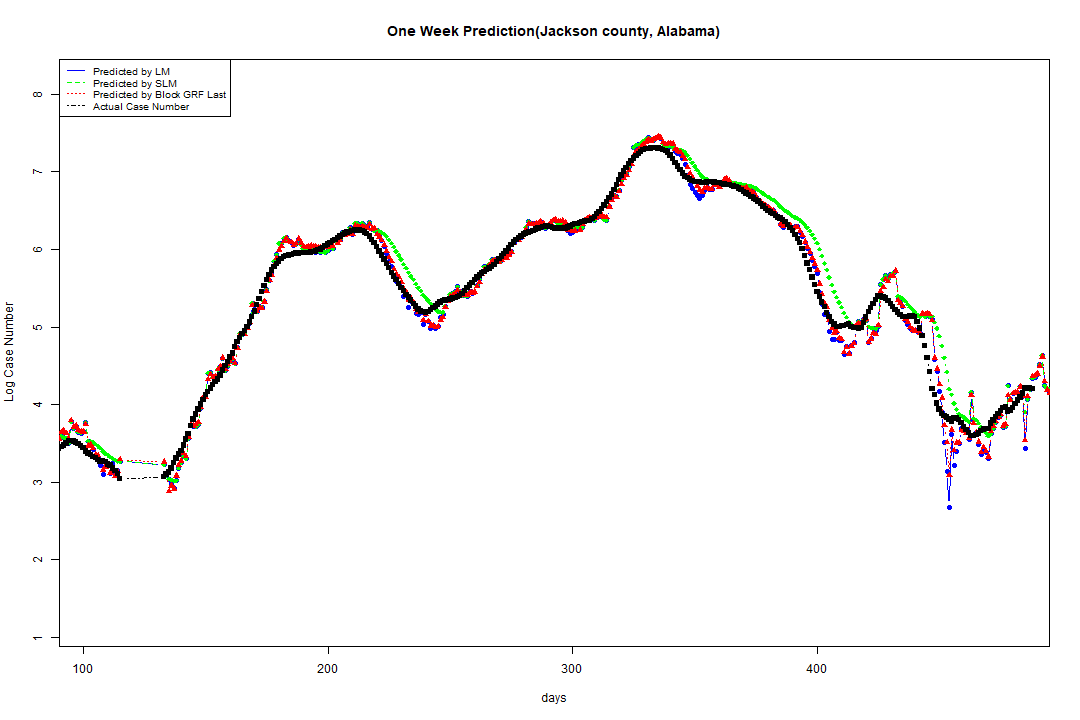 One Week Prediction(Jackson county, Alabama)
Predicted by LM
Predicted by SLM
Predicted by Block GRF Last
Actual Case Number
8
7
6
5
4
3
2
1
Log Case Number
100 200 300 400
days